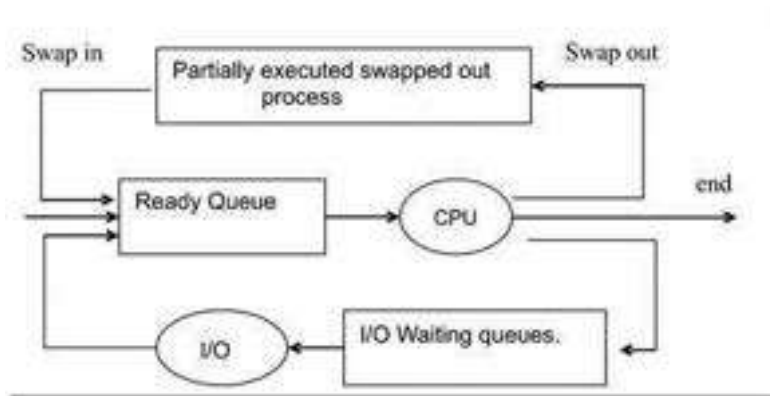 Swap in
Partially executed swapped out
process
Swap out
Ready Queue
CPU
end
I/O
I/O Waiting queues.